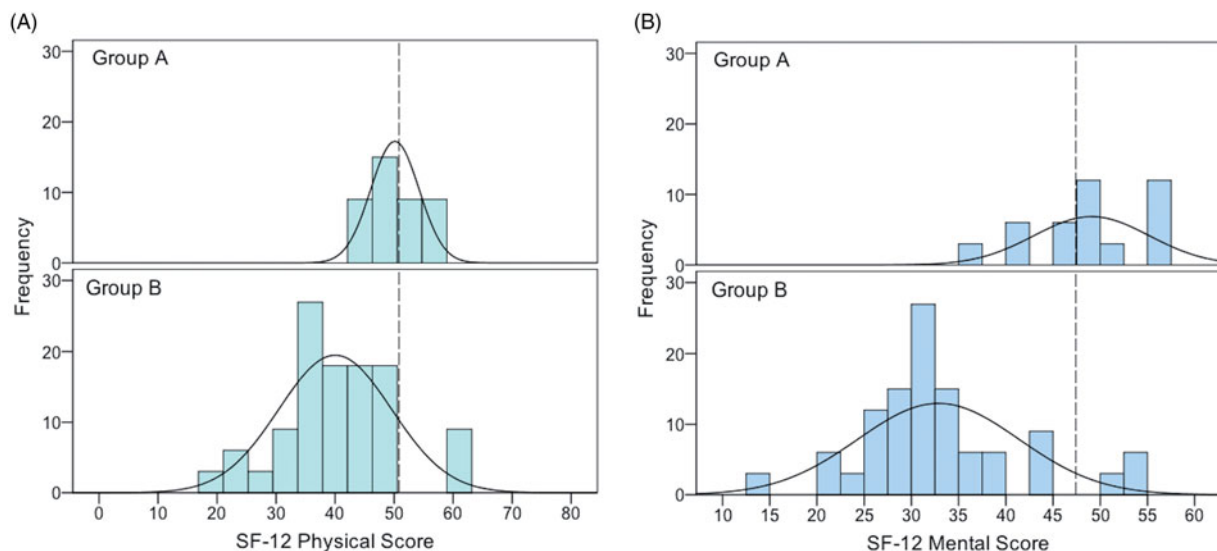 (A)
Group A
30
20
10
0
Group B
30
20
10
0
Frequency
0 10 20 30 40 50 60 70 80
SF-12 Physical Score
(B)
Group A
30
20
10
0
Group B
30
20
10
0
Frequency
10 15 20 25 30 35 40 45 50 55 60
SF-12 Mental Score